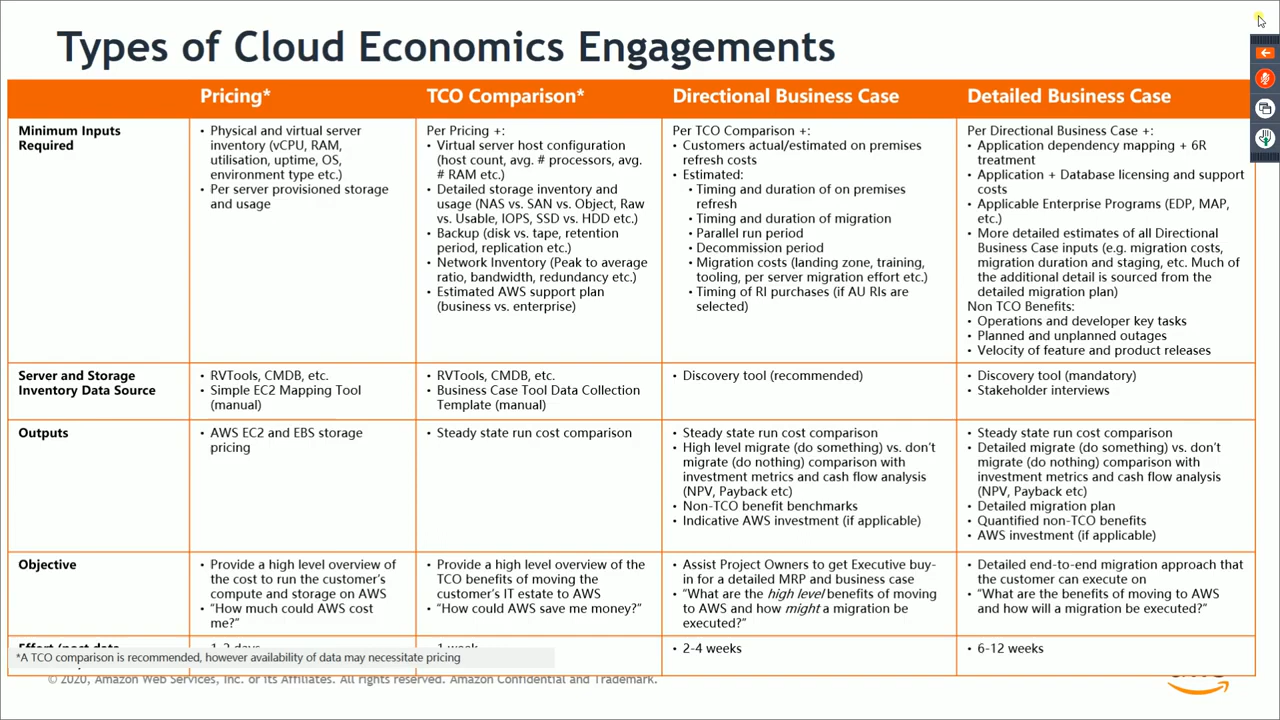 Types of Cloud Economics Engagements
Pricing*
TCO Comparison*
Directional Business Case
Detailed Business Case
Minimum Inputs
Required
• Physical and virtual server
inventory (vCPU, RAM,
utilisation, uptime, OS,
environment type etc.)
• Per server provisioned storage
and usage
Per Pricing +:
• Virtual server host configuration
(host count, avg. # processors, avg.
# RAM etc.)
• Detailed storage inventory and
usage (NAS vs. SAN vs. Object, Raw
vs. Usable, IOPS, SSD vs. HDD etc.)
• Backup (disk vs. tape, retention
period, replication etc.)
• Network Inventory (Peak to average
ratio, bandwidth, redundancy etc.)
• Estimated AWS support plan
(business vs. enterprise)
Per TCO Comparison +:
• Customers actual/estimated on premises
refresh costs
• Estimated:
• Timing and duration of on premises
refresh
• Timing and duration of migration
• Parallel run period
• Decommission period
• Migration costs (landing zone, training,
tooling, per server migration effort etc.)
• Timing of RI purchases (if AU RIs are
selected)
Per Directional Business Case +:
• Application dependency mapping + 6R
treatment
• Application + Database licensing and support
costs
• Applicable Enterprise Programs (EDP, MAP,
etc.)
• More detailed estimates of all Directional
Business Case inputs (e.g. migration costs,
migration duration and staging, etc. Much of
the additional detail is sourced from the
detailed migration plan)
Non TCO Benefits:
• Operations and developer key tasks
• Planned and unplanned outages
• Velocity of feature and product releases
Server and Storage
Inventory Data Source
• RVTools, CMDB, etc.
• Simple EC2 Mapping Tool
(manual)
• RVTools, CMDB, etc.
• Business Case Tool Data Collection
Template (manual)
• Discovery tool (recommended)
• Discovery tool (mandatory)
• Stakeholder interviews
Outputs
• AWS EC2 and EBS storage
pricing
• Steady state run cost comparison
• Steady state run cost comparison
• High level migrate (do something) vs. don't
migrate (do nothing) comparison with
investment metrics and cash flow analysis
(NPV, Payback etc)
• Non-TCO benefit benchmarks
• Indicative AWS investment (if applicable)
• Steady state run cost comparison
• Detailed migrate (do something) vs. don't
migrate (do nothing) comparison with
investment metrics and cash flow analysis
(NPV, Payback etc)
• Detailed migration plan
• Quantified non-TCO benefits
• AWS investment (if applicable)
Objective
• Provide a high level overview of
the cost to run the customer's
compute and storage on AWS
• "How much could AWS cost
me?"
• Provide a high level overview of the
TCO benefits of moving the
customer's IT estate to AWS
• "How could AWS save me money?"
• Assist Project Owners to get Executive buy-
in for a detailed MRP and business case
• "What are the high level benefits of moving
to AWS and how might a migration be
executed?"
• Detailed end-to-end migration approach that
the customer can execute on
• "What are the benefits of moving to AWS
and how will a migration be executed?"
• 2-4 weeks
• 6-12 weeks
*A TCO comparison is recommended, however availability of data may necessitate pricing
© 2020, Amazon Web Services, Inc. or its Affiliates. All rights reserved. Amazon Confidential and Trademark.